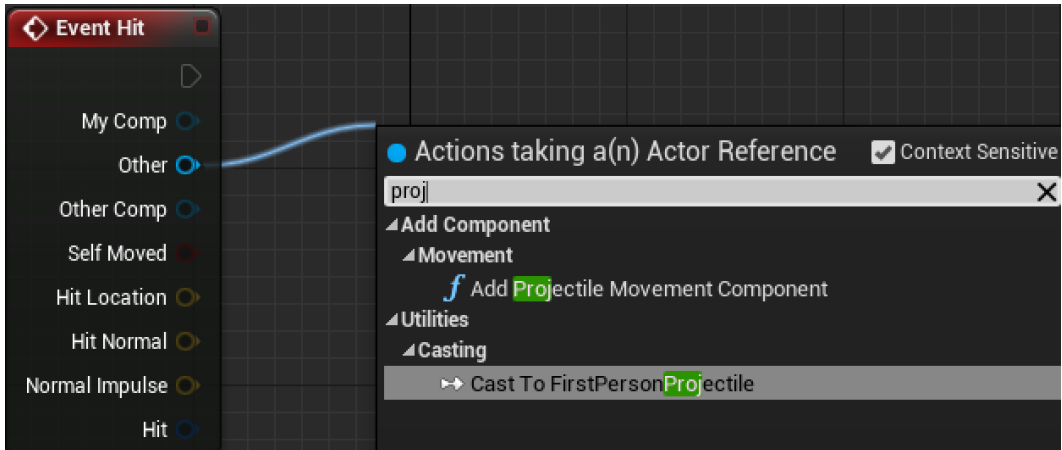 Event Hit
My Comp
Other
Other Comp
Self Moved
Hit Location
Hit Normal
Normal Impulse
Hit
Actions taking a(n) Actor Reference
Context Sensitive
proj
Add Component
Movement
Add Projectile Movement Component
Utilities
Casting
Cast To FirstPersonProjectile